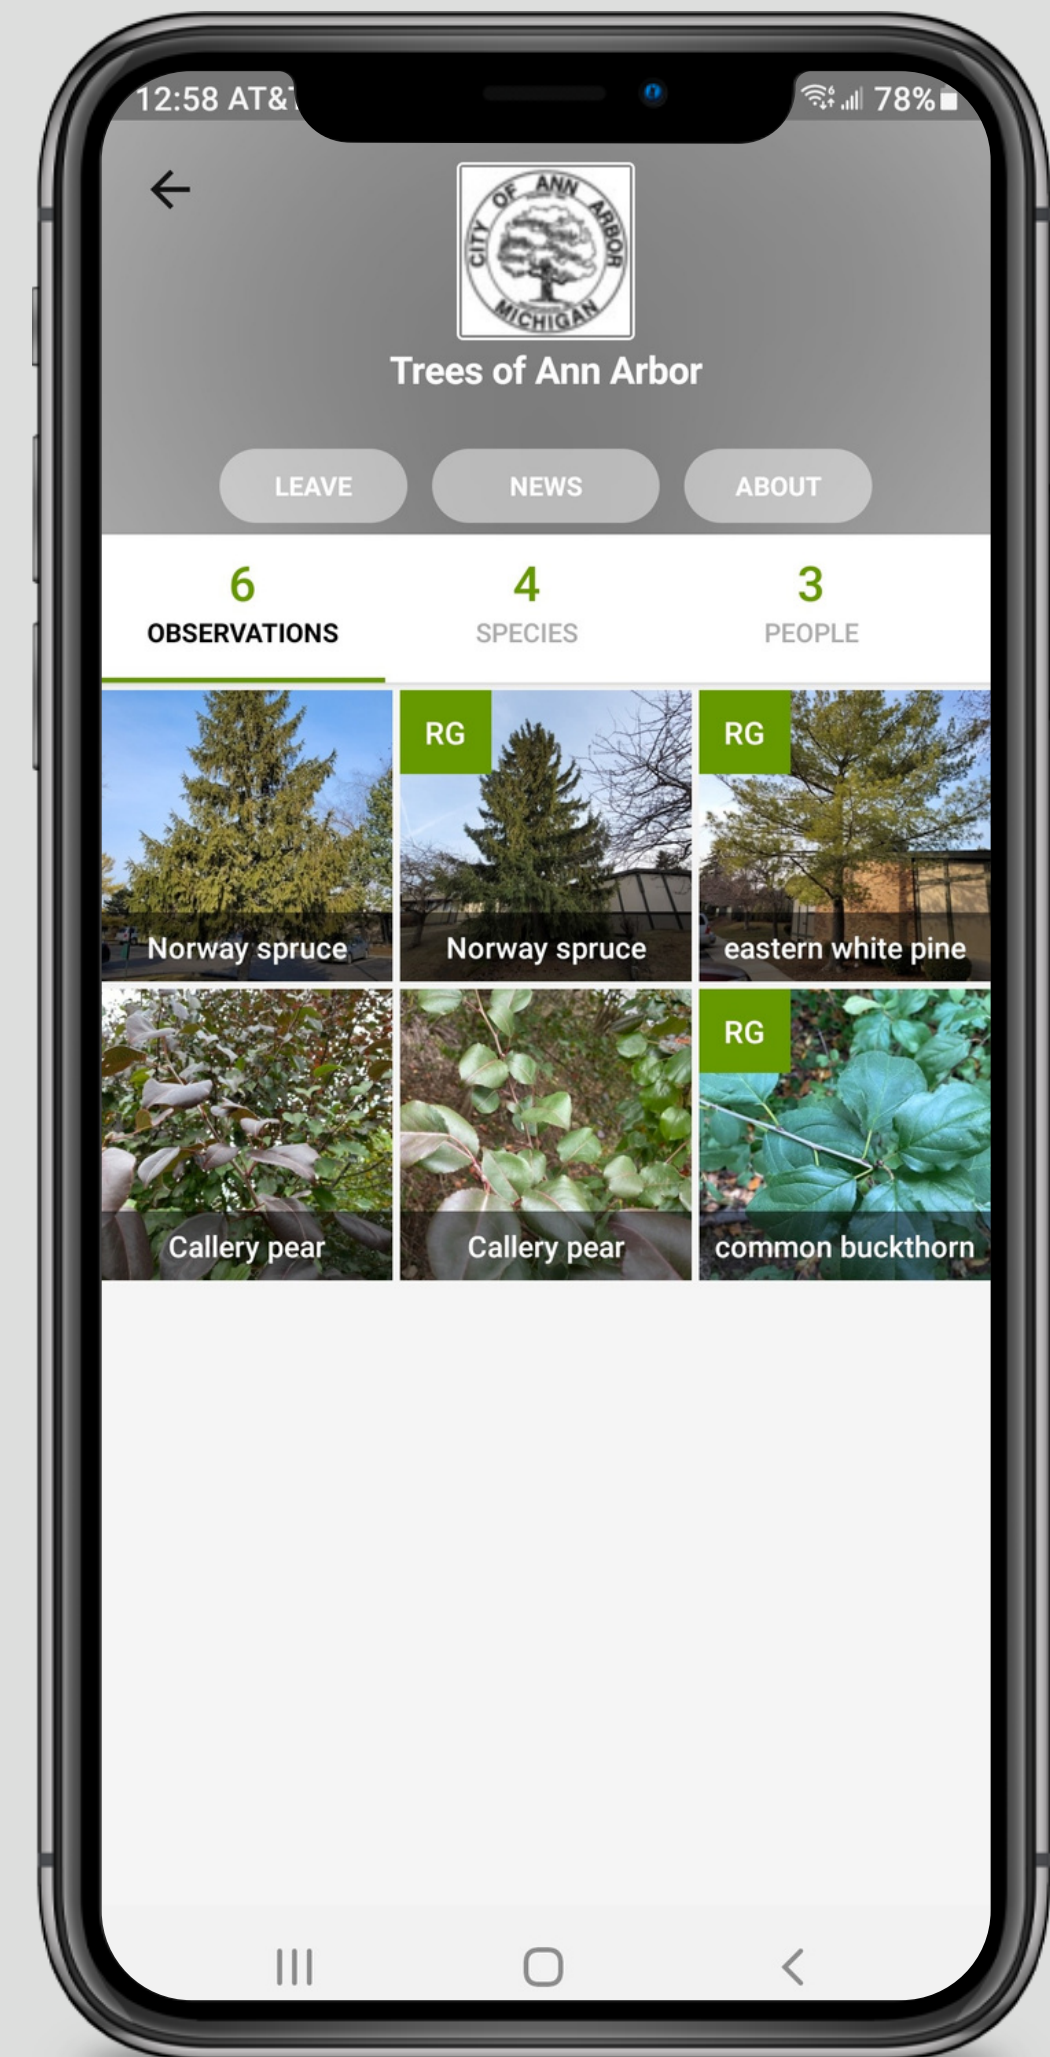 12:58 AT&T
78%
CITY OF ANN ARBOR
MICHIGAN
Trees of Ann Arbor
LEAVE NEWS ABOUT
6 4 3
OBSERVATIONS SPECIES PEOPLE
RG RG
Norway spruce Norway spruce eastern white pine
RG
Callery pear Callery pear common buckthorn